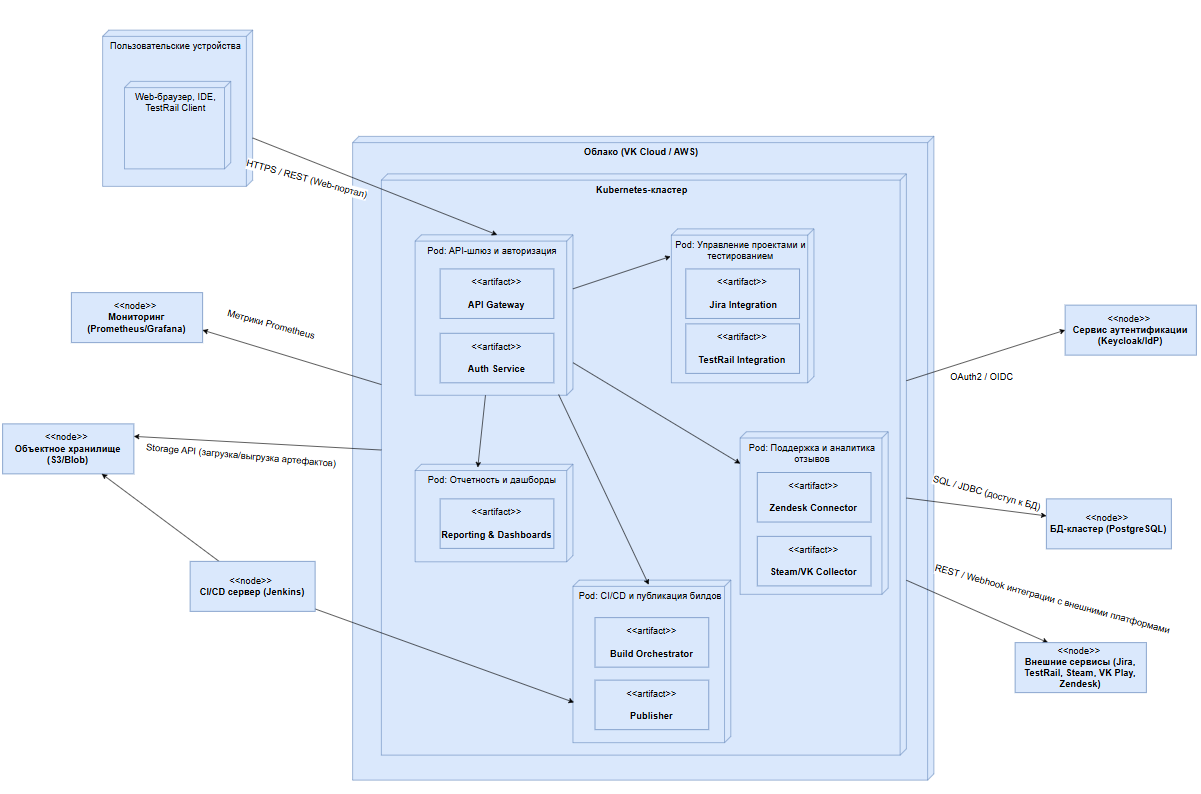 Пользовательские устройства
Web-браузер, IDE,
TestRail Client
HTTPS / REST (Web-портал)
Облако (VK Cloud / AWS)
Kubernetes-кластер
Pod: API-шлюз и авторизация
<<artifact>>
API Gateway
<<artifact>>
Auth Service
Pod: Управление проектами и
тестированием
<<artifact>>
Jira Integration
<<artifact>>
TestRail Integration
<<node>>
Мониторинг
(Prometheus/Grafana)
Метрики Prometheus
<<node>>
Сервис аутентификации
(Keycloak/IdP)
OAuth2 / OIDC
<<node>>
Объектное хранилище
(S3/Blob)
Storage API (загрузка/выгрузка артефактов)
Pod: Отчетность и дашборды
<<artifact>>
Reporting & Dashboards
Pod: Поддержка и аналитика
отзывов
<<artifact>>
Zendesk Connector
<<artifact>>
Steam/VK Collector
SQL / JDBC (доступ к БД)
<<node>>
БД-кластер (PostgreSQL)
<<node>>
CI/CD сервер (Jenkins)
Pod: CI/CD и публикация билдов
<<artifact>>
Build Orchestrator
<<artifact>>
Publisher
REST / Webhook интеграции с внешними платформами
<<node>>
Внешние сервисы (Jira,
TestRail, Steam, VK Play,
Zendesk)